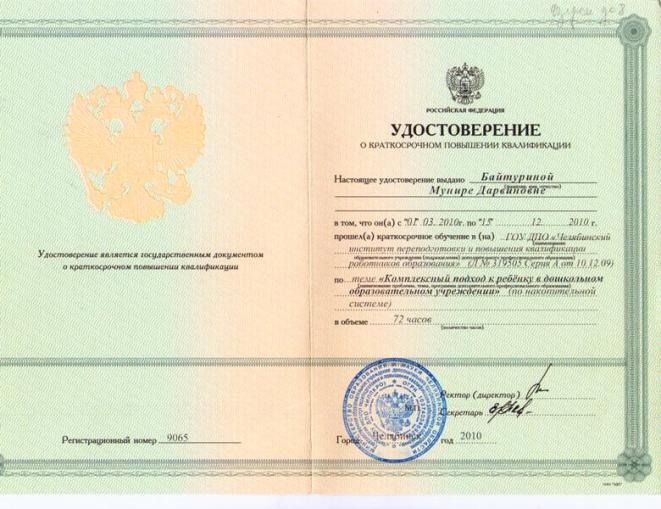 Удостоверение является государственным документом
о краткосрочном повышении квалификации
Регистрационный номер 9065
РОССИЙСКАЯ ФЕДЕРАЦИЯ
УДОСТОВЕРЕНИЕ
О КРАТКОСРОЧНОМ ПОВЫШЕНИИ КВАЛИФИКАЦИИ
Настоящее удостоверение выдано Байтуриной
Мунире Дарвиновне
в том, что он(а) с "01" 03. 2010г. по "15" 12. 2010 г.
прошел(а) краткосрочное обучение в (на) ГОУ ДПО «Челябинский
институт переподготовки и повышения квалификации
работников образования» (Л № 319505 Серия А от 10.12.09)
по теме «Комплексный подход к ребёнку в дошкольном
образовательном учреждении» (по накопительной
системе)
в объеме 72 часов
(количество часов)
М.П.
Ректор (директор)
Секретарь
Город Челябинск год 2010